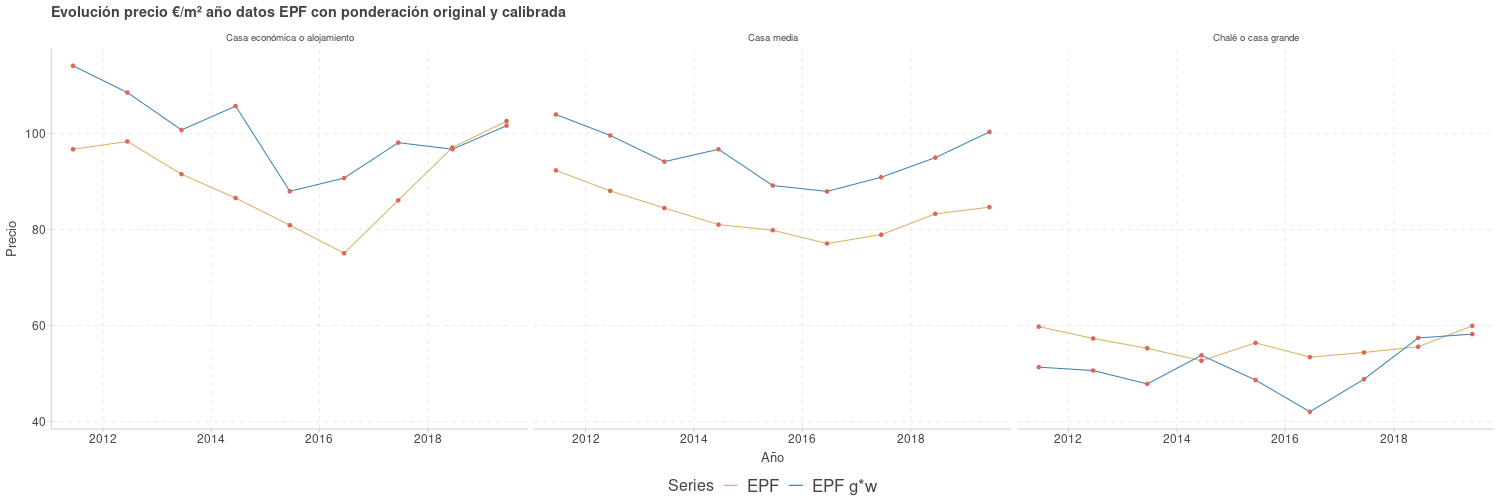 Evolución precio €/m² año datos EPF con ponderación original y calibrada
Casa económica o alojamiento
Casa media
Chalé o casa grande
Precio
100
80
60
40
2012 2014 2016 2018
2012 2014 2016 2018
2012 2014 2016 2018
Año
Series EPF EPF g*w